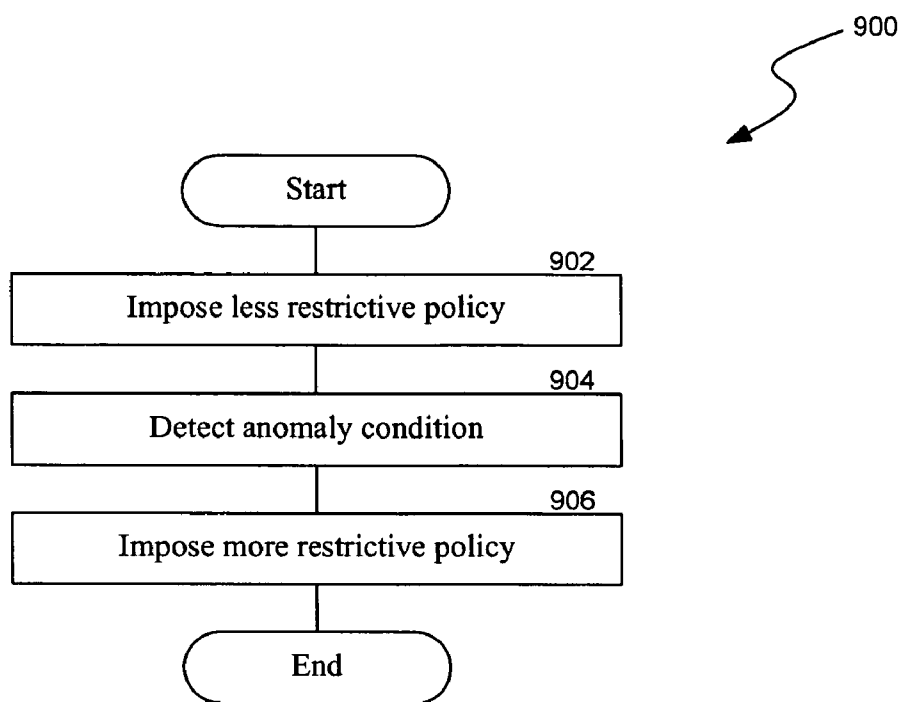 900
Start
902
Impose less restrictive policy
904
Detect anomaly condition
906
Impose more restrictive policy
End